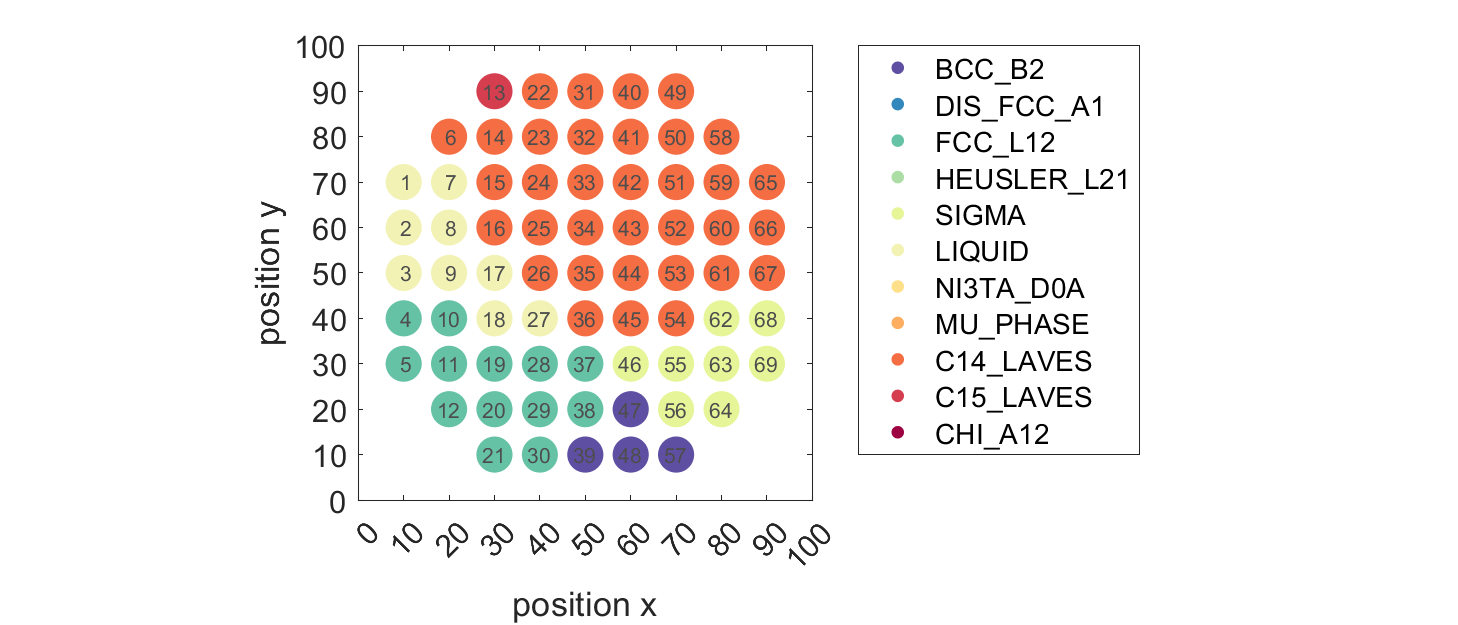 100
90 13 22 31 40 49
80 6 14 23 32 41 50 58
70 1 7 15 24 33 42 51 59 65
60 2 8 16 25 34 43 52 60 66
50 3 9 17 26 35 44 53 61 67
40 4 10 18 27 36 45 54 62 68
30 5 11 19 28 37 46 55 63 69
20 12 20 29 38 47 56 64
10 21 30 39 48 57
0
0 10 20 30 40 50 60 70 80 90 100
position y
position x
BCC_B2
DIS_FCC_A1
FCC_L12
HEUSLER_L21
SIGMA
LIQUID
NI3TA_D0A
MU_PHASE
C14_LAVES
C15_LAVES
CHI_A12